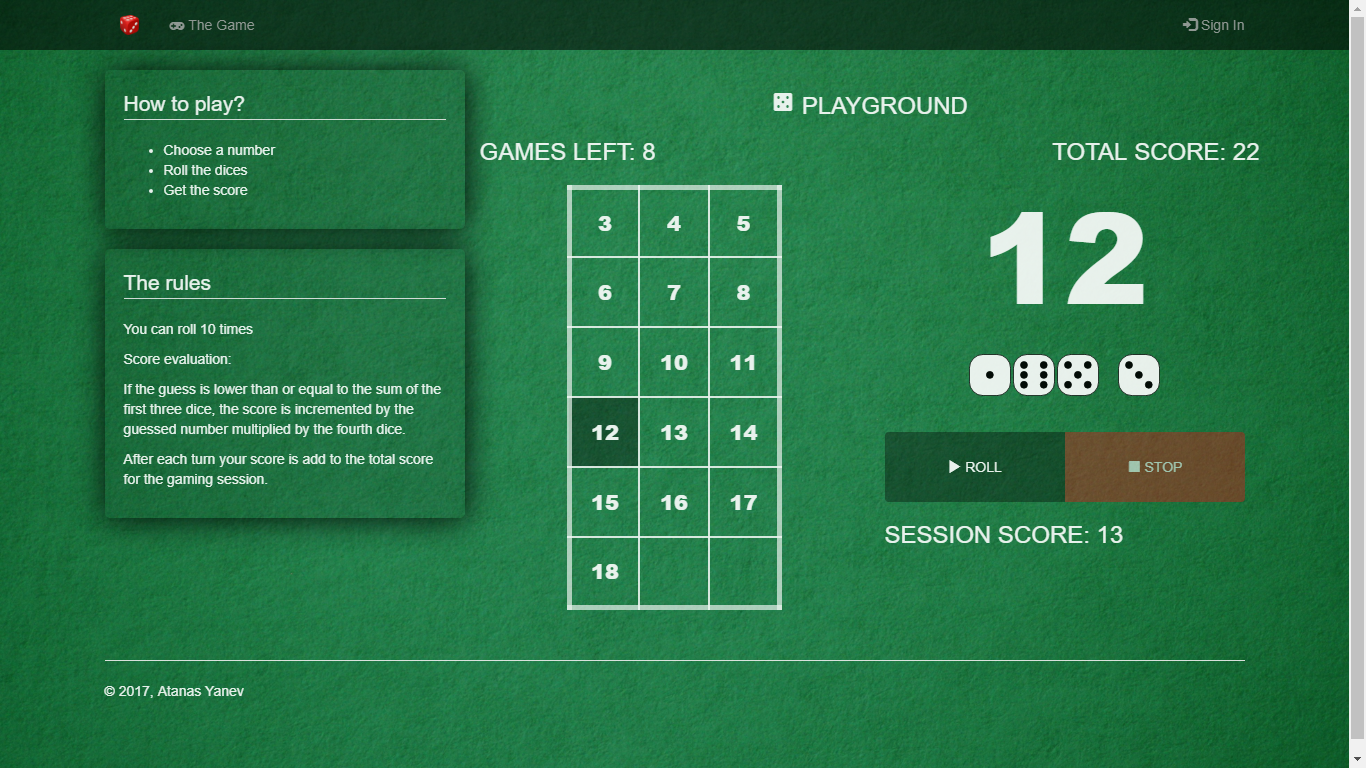 The Game
Sign In
How to play?
Choose a number
Roll the dices
Get the score
The rules
You can roll 10 times
Score evaluation:
If the guess is lower than or equal to the sum of the
first three dice, the score is incremented by the
guessed number multiplied by the fourth dice.
After each turn your score is add to the total score
for the gaming session.
PLAYGROUND
GAMES LEFT: 8
TOTAL SCORE: 22
3 4 5
6 7 8
9 10 11
12 13 14
15 16 17
18
12
ROLL
STOP
SESSION SCORE: 13
© 2017, Atanas Yanev